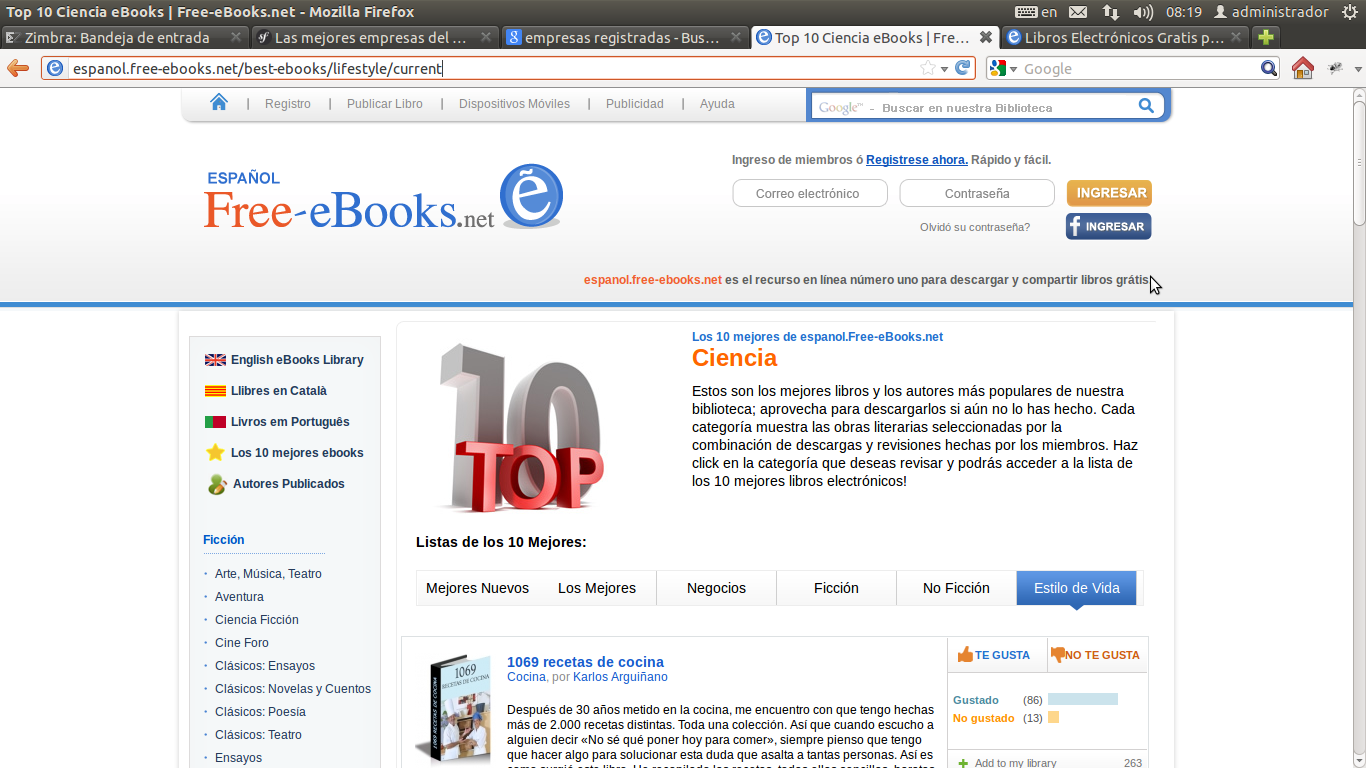 Top 10 Ciencia eBooks | Free-eBooks.net - Mozilla Firefox
en 08:19 administrador
Zimbra: Bandeja de entrada
Las mejores empresas del ...
empresas registradas - Bus...
Top 10 Ciencia eBooks | Fre...
Libros Electrónicos Gratis p...
espanol.free-ebooks.net/best-ebooks/lifestyle/current
Google
Registro | Publicar Libro | Dispositivos Móviles | Publicidad | Ayuda
Google™ - Buscar en nuestra Biblioteca
Ingreso de miembros ó Registrese ahora. Rápido y fácil.
Correo electrónico
Contraseña
INGRESAR
Olvidó su contraseña?
f INGRESAR
ESPAÑOL
Free-eBooks.net
espanol.free-ebooks.net es el recurso en línea número uno para descargar y compartir libros grátis
English eBooks Library
Llibres en Català
Livros em Português
Los 10 mejores ebooks
Autores Publicados
Ficción
Arte, Música, Teatro
Aventura
Ciencia Ficción
Cine Foro
Clásicos: Ensayos
Clásicos: Novelas y Cuentos
Clásicos: Poesía
Clásicos: Teatro
Ensayos
10
TOP
Los 10 mejores de espanol.Free-eBooks.net
Ciencia
Estos son los mejores libros y los autores más populares de nuestra
biblioteca; aprovecha para descargarlos si aún no lo has hecho. Cada
categoría muestra las obras literarias seleccionadas por la
combinación de descargas y revisiones hechas por los miembros. Haz
click en la categoría que deseas revisar y podrás acceder a la lista de
los 10 mejores libros electrónicos!
Listas de los 10 Mejores:
Mejores Nuevos
Los Mejores
Negocios
Ficción
No Ficción
Estilo de Vida
1069
RECETAS DE COCINA
1069 RECETAS DE COCINA
1069 recetas de cocina
Cocina, por Karlos Arguiñano
Después de 30 años metido en la cocina, me encuentro con que tengo hechas
más de 2.000 recetas distintas. Toda una colección. Así que cuando escucho a
alguien decir «No sé qué poner hoy para comer», siempre pienso que tengo
que hacer algo para solucionar esta duda que asalta a tantas personas. Así es
TE GUSTA
NO TE GUSTA
Gustado (86)
No gustado (13)
Add to my library 263